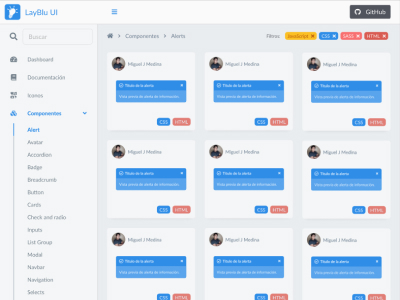 LayBlu UI
GitHub
Buscar
Componentes
Alerts
Filtros
JavaScript ×
CSS ×
SASS ×
HTML ×
Dashboard
Documentación
Iconos
Componentes
Alert
Avatar
Accordion
Badge
Breadcrumb
Button
Cards
Check and radio
Inputs
List Group
Modal
Navbar
Navigation
Selects
Miguel J Medina
Título de la alerta
Vista previa de alerta de información
CSS HTML
Miguel J Medina
Título de la alerta
Vista previa de alerta de información
CSS HTML
Miguel J Medina
Título de la alerta
Vista previa de alerta de información
CSS HTML
Miguel J Medina
Título de la alerta
Vista previa de alerta de información
CSS HTML
Miguel J Medina
Título de la alerta
Vista previa de alerta de información
CSS HTML
Miguel J Medina
Título de la alerta
Vista previa de alerta de información
CSS HTML
Miguel J Medina
Título de la alerta
Vista previa de alerta de información
Miguel J Medina
Título de la alerta
Vista previa de alerta de información
Miguel J Medina
Título de la alerta
Vista previa de alerta de información